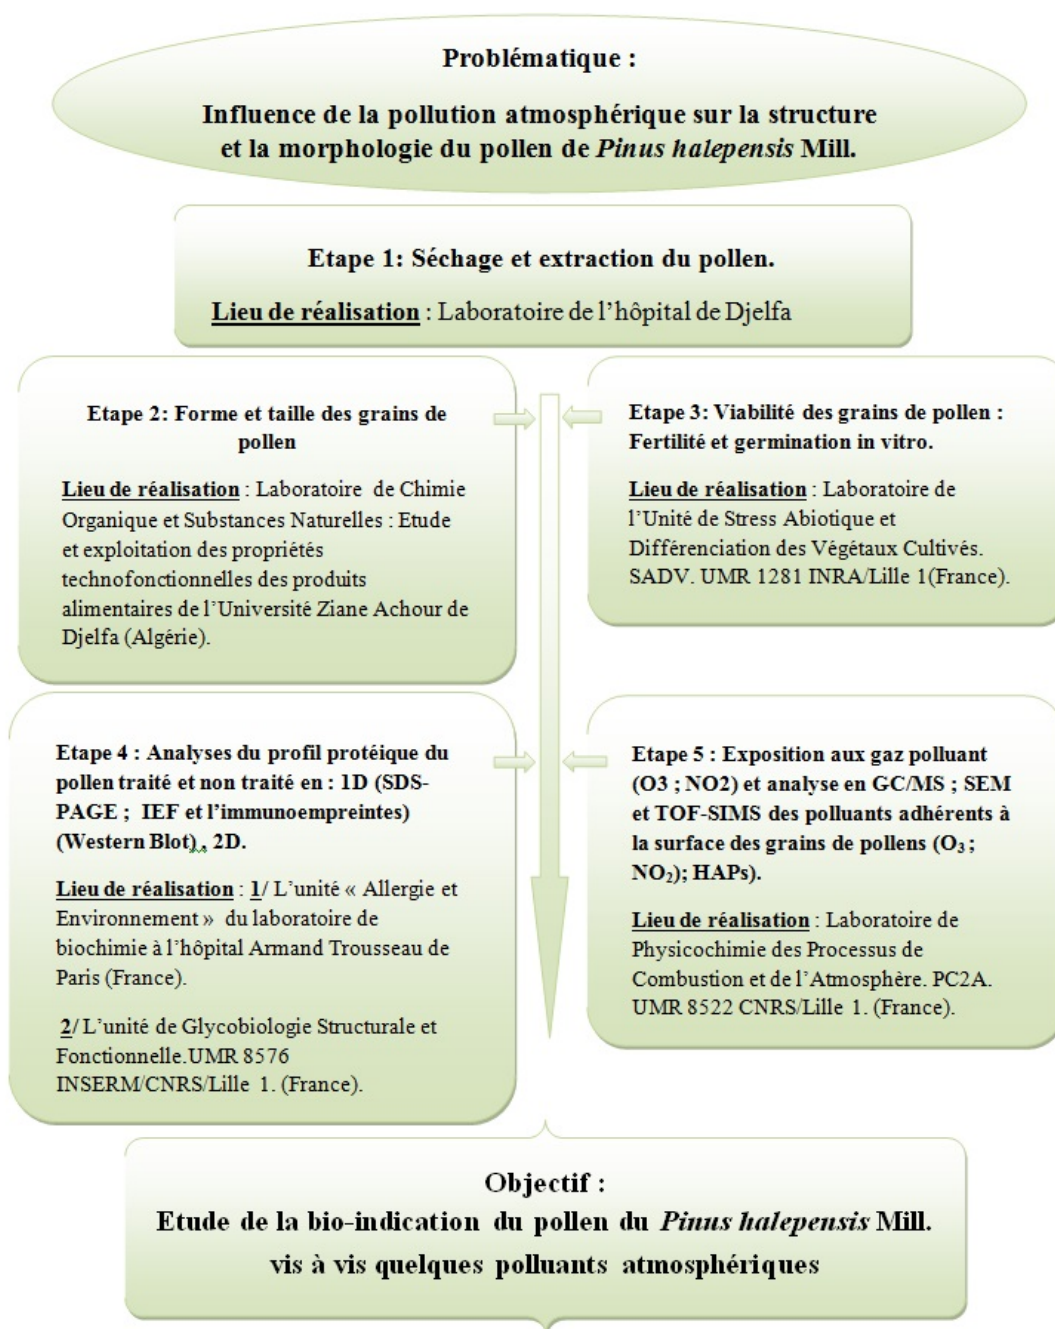 Problématique :
Influence de la pollution atmosphérique sur la structure
et la morphologie du pollen de Pinus halepensis Mill.
Etape 1: Séchage et extraction du pollen.
Lieu de réalisation : Laboratoire de l’hôpital de Djelfa
Etape 2: Forme et taille des grains de
pollen
Lieu de réalisation : Laboratoire de Chimie
Organique et Substances Naturelles : Etude
et exploitation des propriétés
technofonctionnelles des produits
alimentaires de l’Université Ziane Achour de
Djelfa (Algérie).
Etape 3: Viabilité des grains de pollen :
Fertilité et germination in vitro.
Lieu de réalisation : Laboratoire de
l’Unité de Stress Abiotique et
Différenciation des Végétaux Cultivés.
SADV. UMR 1281 INRA/Lille 1(France).
Etape 4 : Analyses du profil protéique du
pollen traité et non traité en : 1D (SDS-
PAGE ; IEF et l’immunoempreintes)
(Western Blot) , 2D.
Lieu de réalisation : 1/ L’unité « Allergie et
Environnement » du laboratoire de
biochimie à l’hôpital Armand Trousseau de
Paris (France).
2/ L’unité de Glycobiologie Structurale et
Fonctionnelle.UMR 8576
INSERM/CNRS/Lille 1. (France).
Etape 5 : Exposition aux gaz polluant
(O3 ; NO2) et analyse en GC/MS ; SEM
et TOF-SIMS des polluants adhérents à
la surface des grains de pollens (O₃ ;
NO₂); HAPs).
Lieu de réalisation : Laboratoire de
Physicochimie des Processus de
Combustion et de l’Atmosphère. PC2A.
UMR 8522 CNRS/Lille 1. (France).
Objectif :
Etude de la bio-indication du pollen du Pinus halepensis Mill.
vis à vis quelques polluants atmosphériques